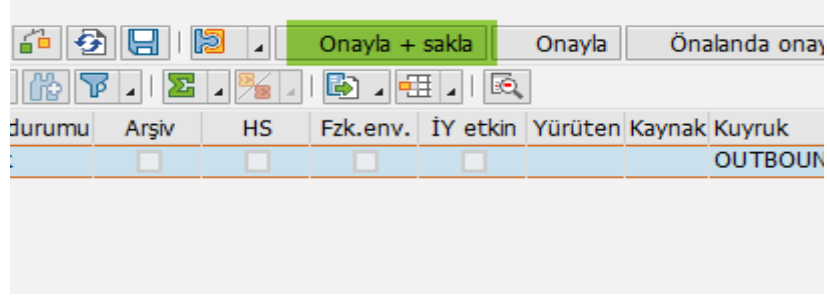 Onayla + sakla Onayla Önalanda onay
durumu Arşiv HS Fzk.env. İY etkin Yürüten Kaynak Kuyruk
OUTBOUN